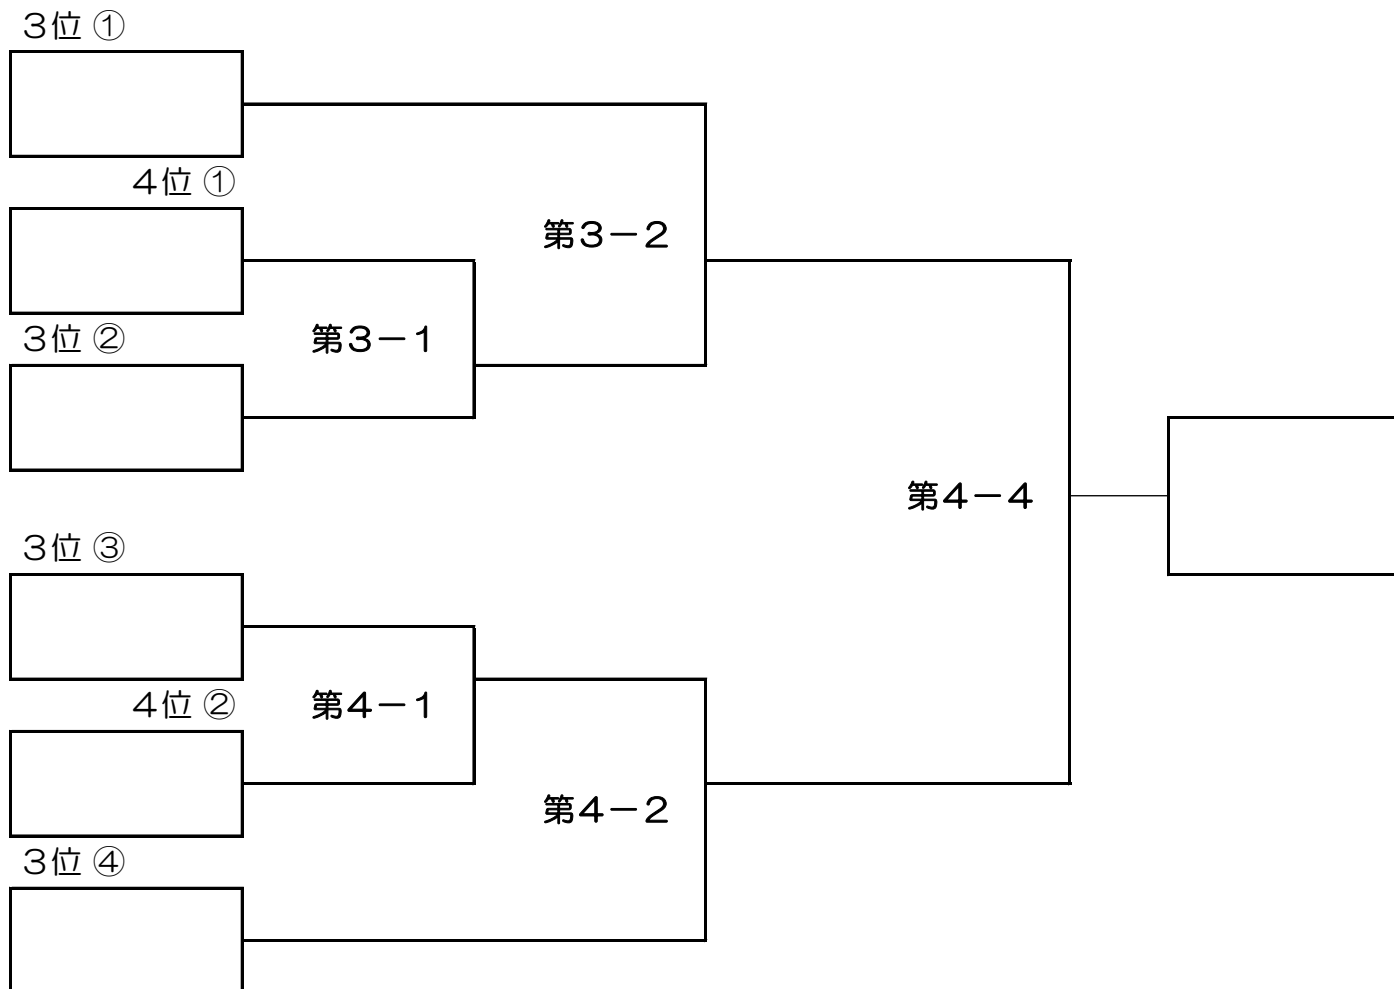 ３位 ①
４位 ①
第３－２
３位 ②
第３－１
第４－４
３位 ③
４位 ②
第４－１
第４－２
３位 ④